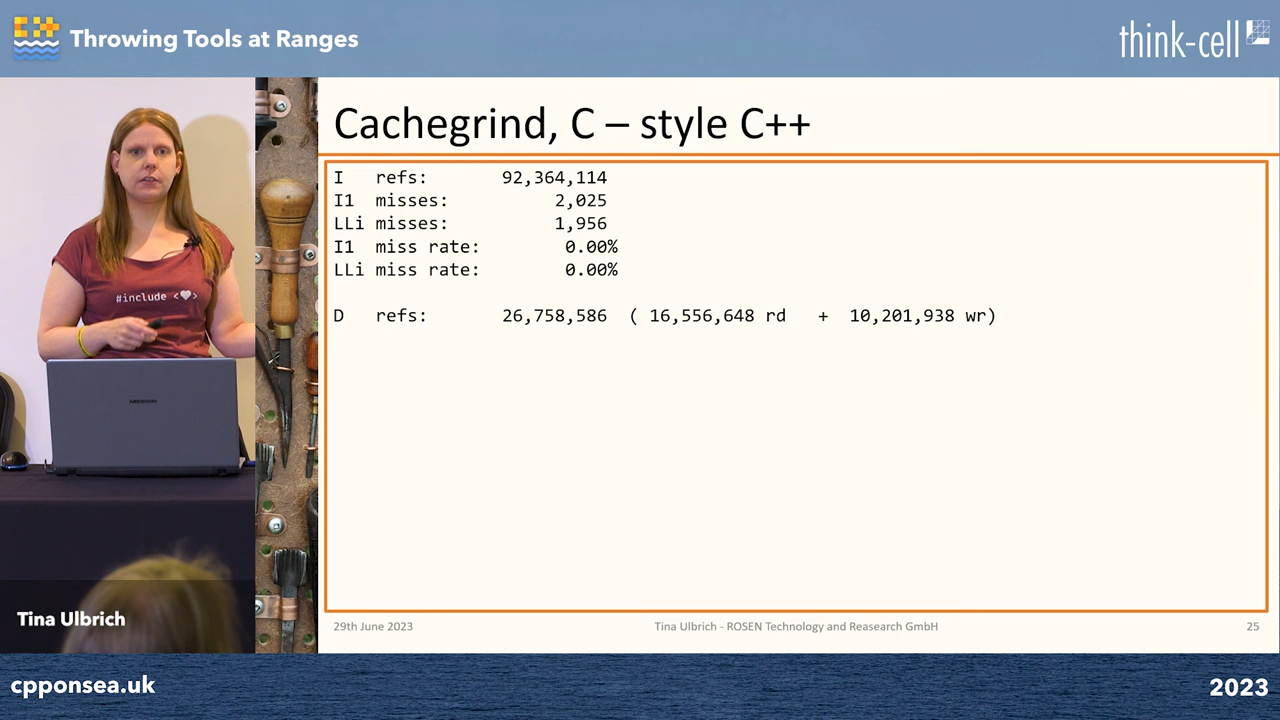 Throwing Tools at Ranges
think-cell
Cachegrind, C – style C++
I   refs:       92,364,114
I1  misses:          2,025
LLi misses:          1,956
I1  miss rate:        0.00%
LLi miss rate:        0.00%
D   refs:       26,758,586  ( 16,556,648 rd   +  10,201,938 wr)
#include <♥>
MEDION
Tina Ulbrich
29th June 2023
Tina Ulbrich - ROSEN Technology and Reasearch GmbH
25
cpponsea.uk
2023